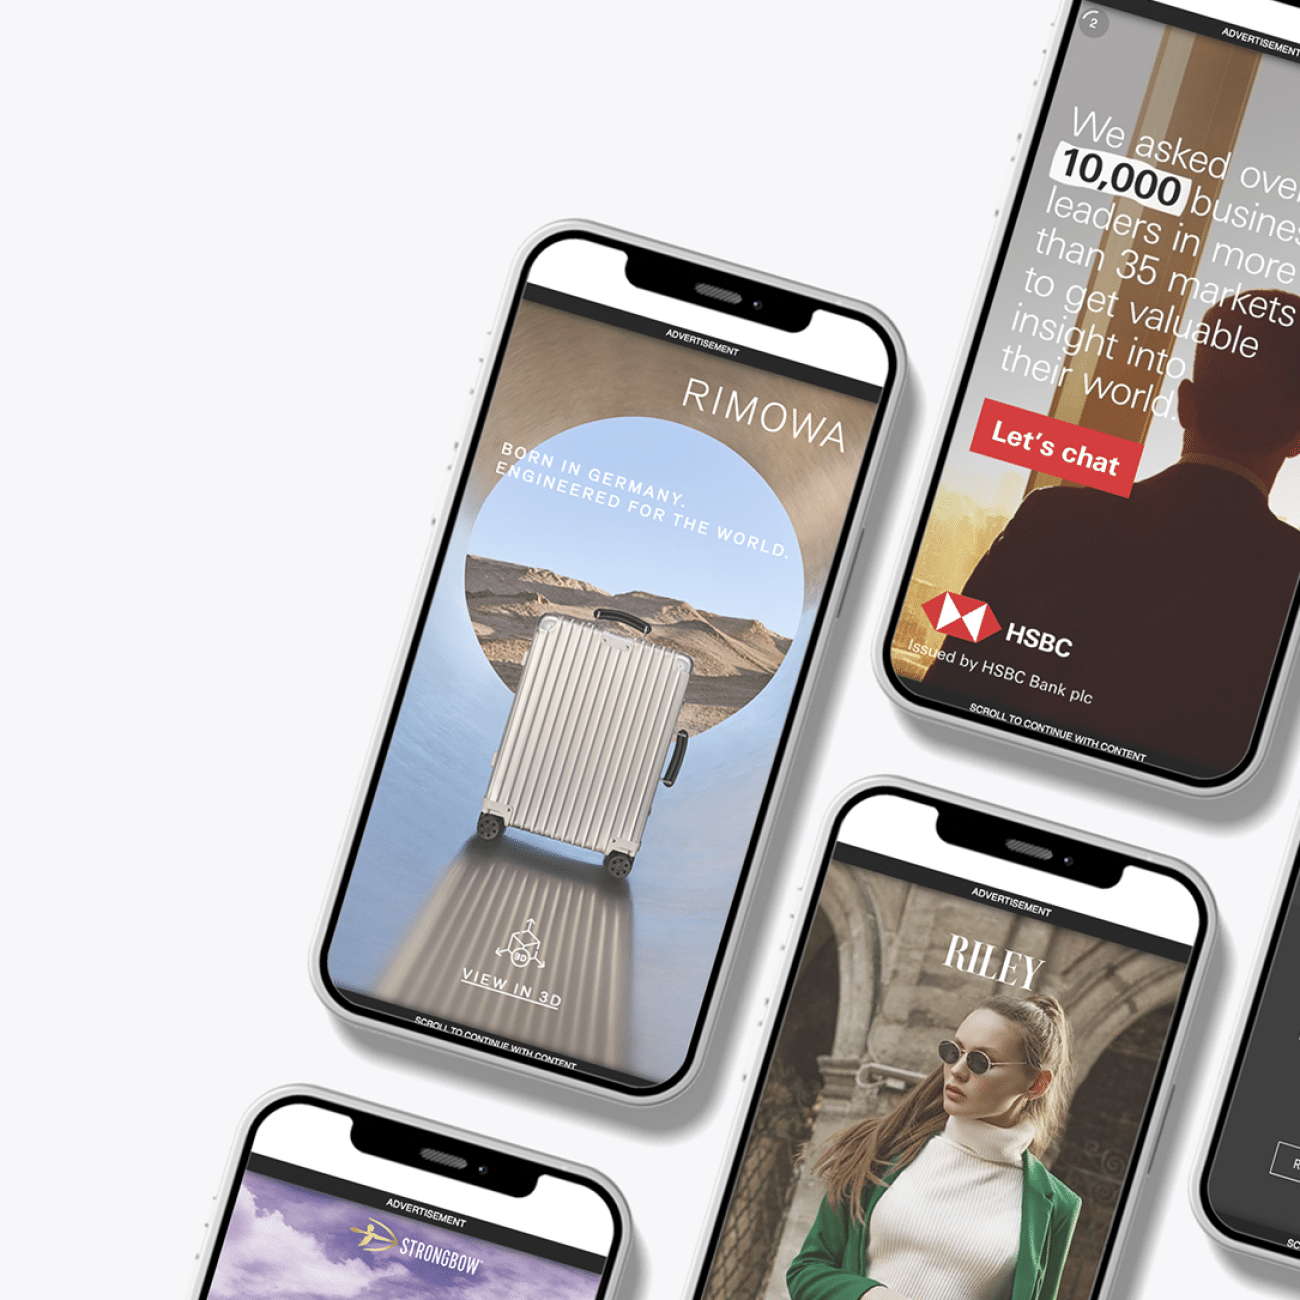 ADVERTISEMENT
RIMOWA
BORN IN GERMANY.
ENGINEERED FOR THE WORLD.
3D
VIEW IN 3D
SCROLL TO CONTINUE WITH CONTENT
2
ADVERTISEMENT
We asked over
10,000 business
leaders in more
than 35 markets
to get valuable
insight into
their world.
Let's chat
HSBC
Issued by HSBC Bank plc
SCROLL TO CONTINUE WITH CONTENT
ADVERTISEMENT
RILEY
ADVERTISEMENT
STRONGBOW
R
SC